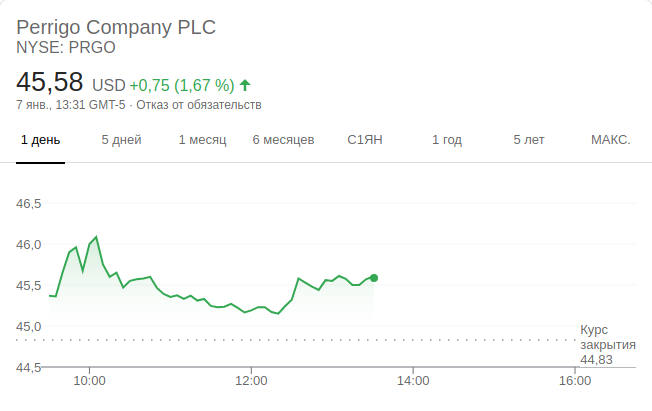 Perrigo Company PLC
NYSE: PRGO
45,58 USD +0,75 (1,67 %)
7 янв., 13:31 GMT-5 · Отказ от обязательств
1 день 5 дней 1 месяц 6 месяцев С1ЯН 1 год 5 лет МАКС.
46,5
46,0
45,5
45,0
Курс
закрытия
44,83
44,5
10:00 12:00 14:00 16:00